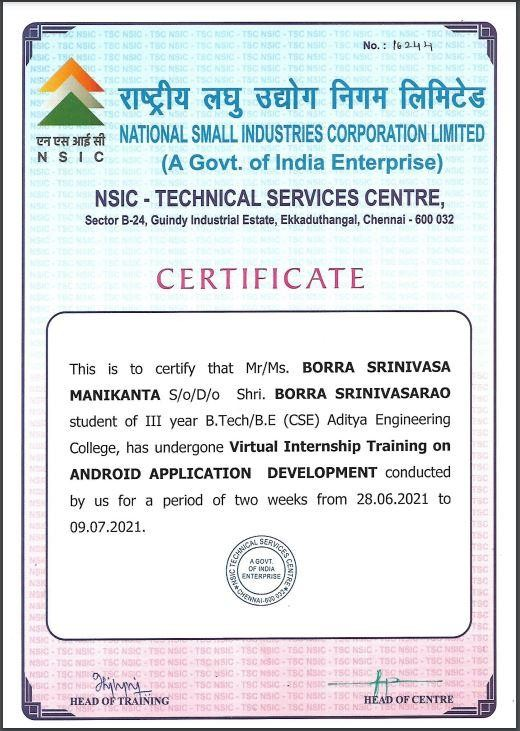 No. : 16244
राष्ट्रीय लघु उद्योग निगम लिमिटेड
एन एस आई सी
NSIC
NATIONAL SMALL INDUSTRIES CORPORATION LIMITED
(A Govt. of India Enterprise)
NSIC - TECHNICAL SERVICES CENTRE,
Sector B-24, Guindy Industrial Estate, Ekkaduthangal, Chennai - 600 032
CERTIFICATE
This is to certify that Mr/Ms. BORRA SRINIVASA
MANIKANTA S/o/D/o Shri. BORRA SRINIVASARAO
student of III year B.Tech/B.E (CSE) Aditya Engineering
College, has undergone Virtual Internship Training on
ANDROID APPLICATION DEVELOPMENT conducted
by us for a period of two weeks from 28.06.2021 to
09.07.2021.
NSIC TECHNICAL SERVICES CENTRE
A GOVT.
OF INDIA
ENTERPRISE
CHENNAI-600 032
HEAD OF TRAINING
HEAD OF CENTRE